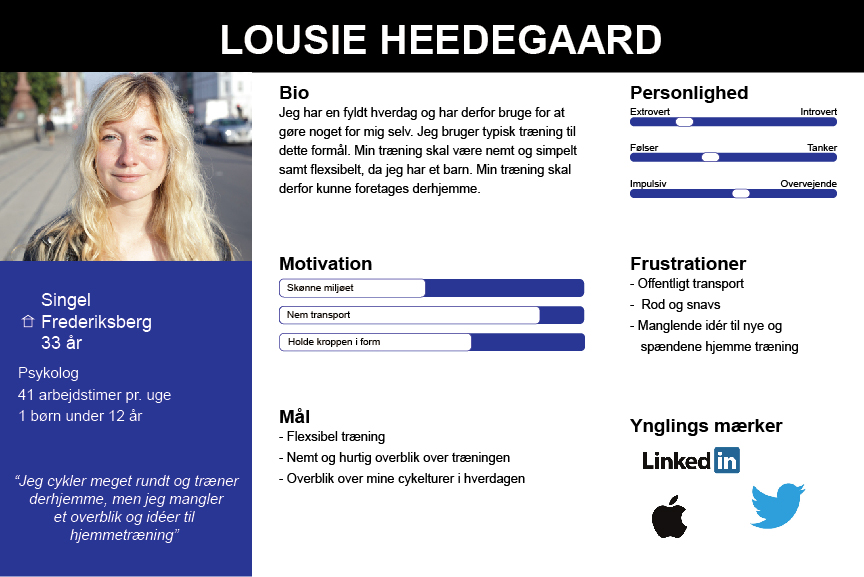 LOUSIE HEEDEGAARD
Singel
Frederiksberg
33 år
Psykolog
41 arbejdstimer pr. uge
1 børn under 12 år
“Jeg cykler meget rundt og træner
derhjemme, men jeg mangler
et overblik og idéer til
hjemmetræning”
Bio
Jeg har en fyldt hverdag og har derfor bruge for at
gøre noget for mig selv. Jeg bruger typisk træning til
dette formål. Min træning skal være nemt og simpelt
samt flexsibelt, da jeg har et barn. Min træning skal
derfor kunne foretages derhjemme.
Motivation
Skønne miljøet
Nem transport
Holde kroppen i form
Mål
- Flexsibel træning
- Nemt og hurtig overblik over træningen
- Overblik over mine cykelturer i hverdagen
Personlighed
Extrovert Introvert
Følser Tanker
Impulsiv Overvejende
Frustrationer
- Offentligt transport
- Rod og snavs
- Manglende idér til nye og
spændene hjemme træning
Ynglings mærker
Linked in